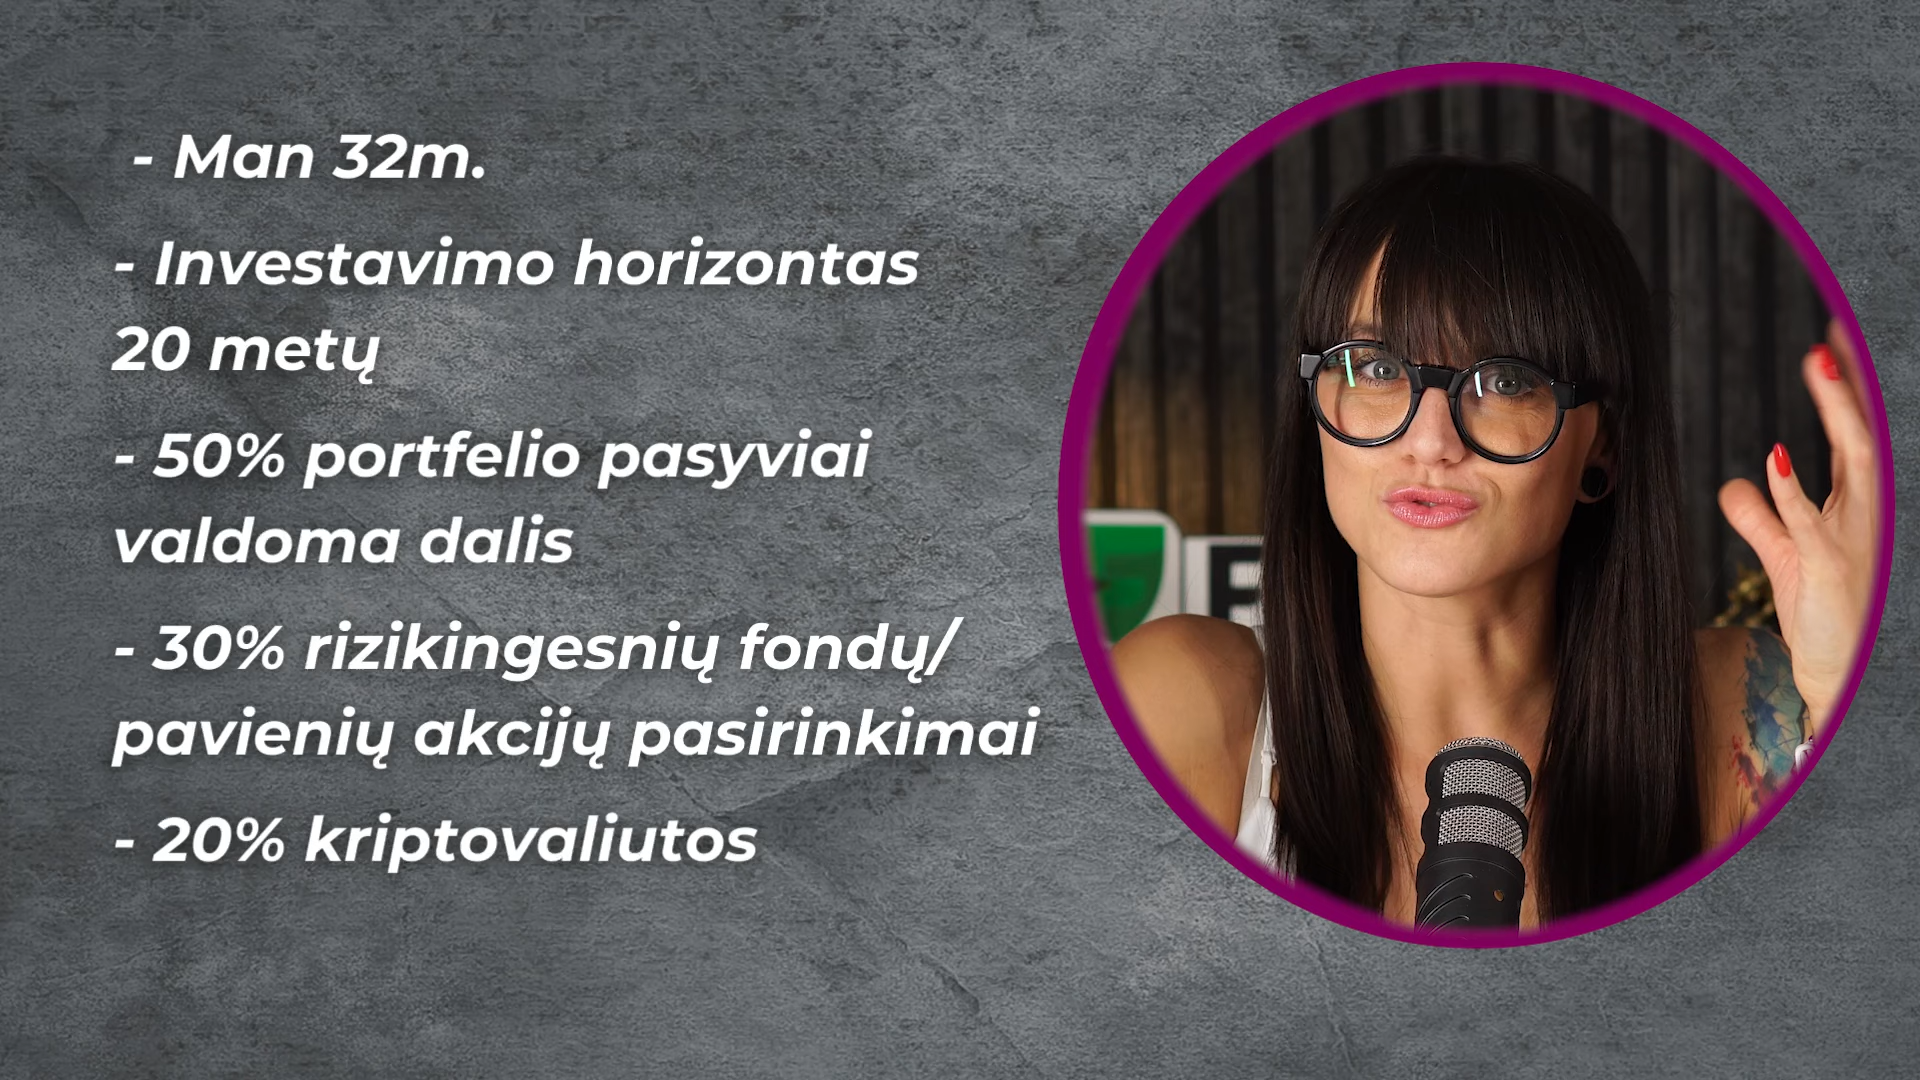 - Man 32m.
- Investavimo horizontas
20 metų
- 50% portfelio pasyviai
valdoma dalis
- 30% rizikingesnių fondų/
pavienių akcijų pasirinkimai
- 20% kriptovaliutos